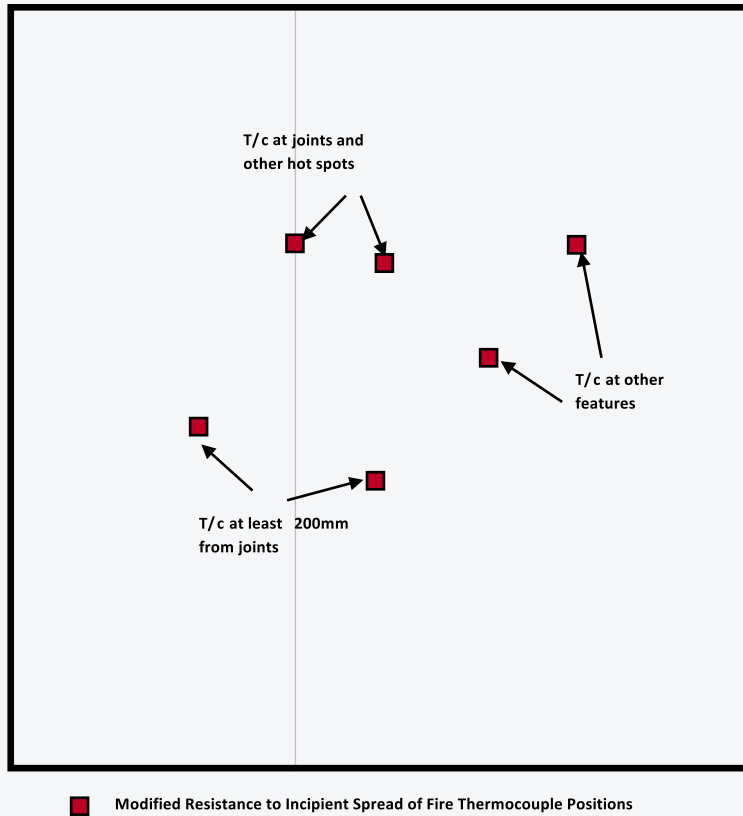 T/c at joints and
other hot spots
T/c at other
features
T/c at least 200mm
from joints
Modified Resistance to Incipient Spread of Fire Thermocouple Positions